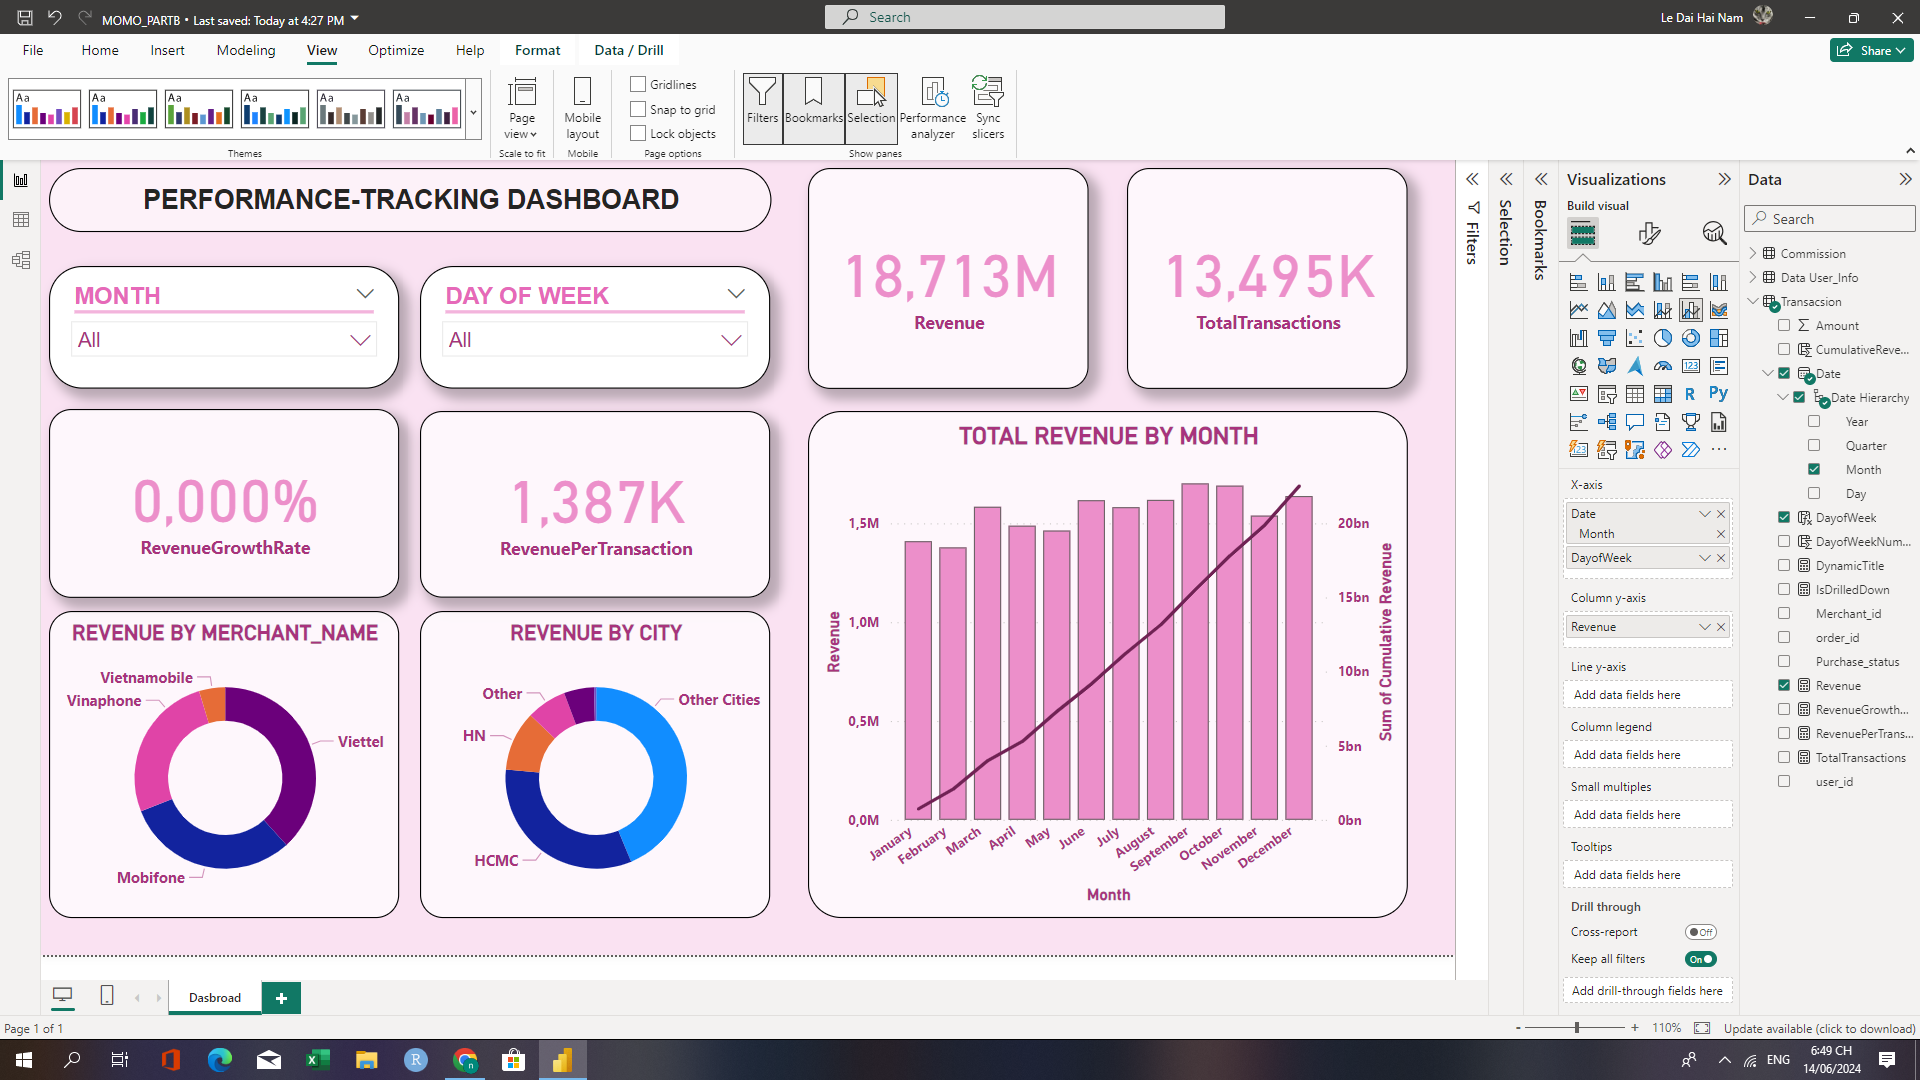 MOMO_PARTB • Last saved: Today at 4:27 PM
Search
Le Dai Hai Nam
File
Home
Insert
Modeling
View
Optimize
Help
Format
Data / Drill
Share
Aa
Aa
Aa
Aa
Aa
Aa
Themes
Page view
Scale to fit
Mobile layout
Mobile
Gridlines
Snap to grid
Lock objects
Page options
Filters
Bookmarks
Selection
Performance analyzer
Sync slicers
Show panes
PERFORMANCE-TRACKING DASHBOARD
MONTH
All
DAY OF WEEK
All
18,713M
Revenue
13,495K
TotalTransactions
0,000%
RevenueGrowthRate
1,387K
RevenuePerTransaction
REVENUE BY MERCHANT_NAME
Vietnamobile
Vinaphone
Viettel
Mobifone
REVENUE BY CITY
Other
Other Cities
HN
HCMC
TOTAL REVENUE BY MONTH
1,5M
1,0M
0,5M
0,0M
Revenue
20bn
15bn
10bn
5bn
0bn
Sum of Cumulative Revenue
January
February
March
April
May
June
July
August
September
October
November
December
Month
Filters
Selection
Bookmarks
Visualizations
Build visual
123
R
Py
123
X-axis
Date
Month
DayofWeek
Column y-axis
Revenue
Line y-axis
Add data fields here
Column legend
Add data fields here
Small multiples
Add data fields here
Tooltips
Add data fields here
Drill through
Cross-report
Off
Keep all filters
On
Add drill-through fields here
Data
Search
Commission
Data User_Info
Transacsion
Amount
CumulativeReve...
Date
Date Hierarchy
Year
Quarter
Month
Day
DayofWeek
DayofWeekNum...
DynamicTitle
IsDrilledDown
Merchant_id
order_id
Purchase_status
Revenue
RevenueGrowth...
RevenuePerTrans...
TotalTransactions
user_id
Dasbroad
Page 1 of 1
110%
Update available (click to download)
R
n
ENG
6:49 CH
14/06/2024